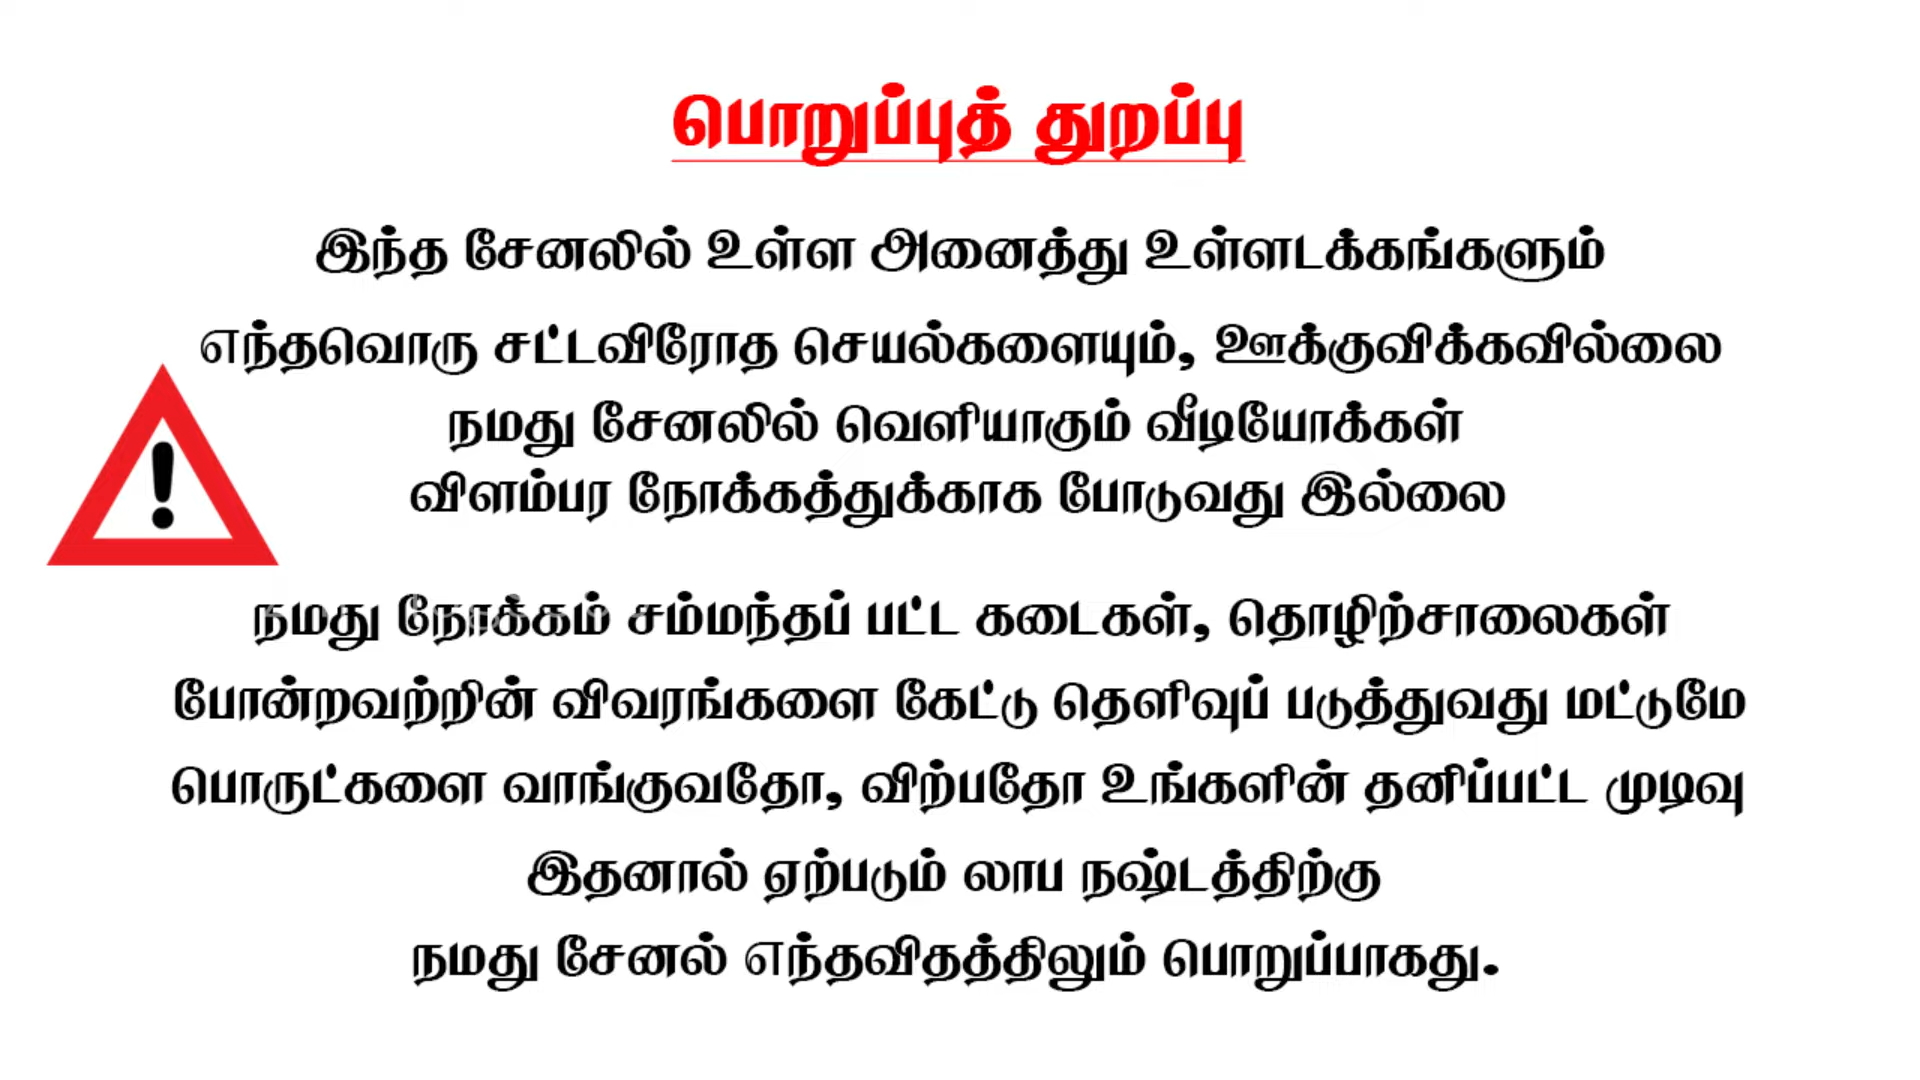 பொறுப்புத் துறப்பு
இந்த சேனலில் உள்ள அனைத்து உள்ளடக்கங்களும்
எந்தவொரு சட்டவிரோத செயல்களையும், ஊக்குவிக்கவில்லை
நமது சேனலில் வெளியாகும் வீடியோக்கள்
விளம்பர நோக்கத்துக்காக போடுவது இல்லை
நமது நோக்கம் சம்மந்தப் பட்ட கடைகள், தொழிற்சாலைகள்
போன்றவற்றின் விவரங்களை கேட்டு தெளிவுப் படுத்துவது மட்டுமே
பொருட்களை வாங்குவதோ, விற்பதோ உங்களின் தனிப்பட்ட முடிவு
இதனால் ஏற்படும் லாப நஷ்டத்திற்கு
நமது சேனல் எந்தவிதத்திலும் பொறுப்பாகது.